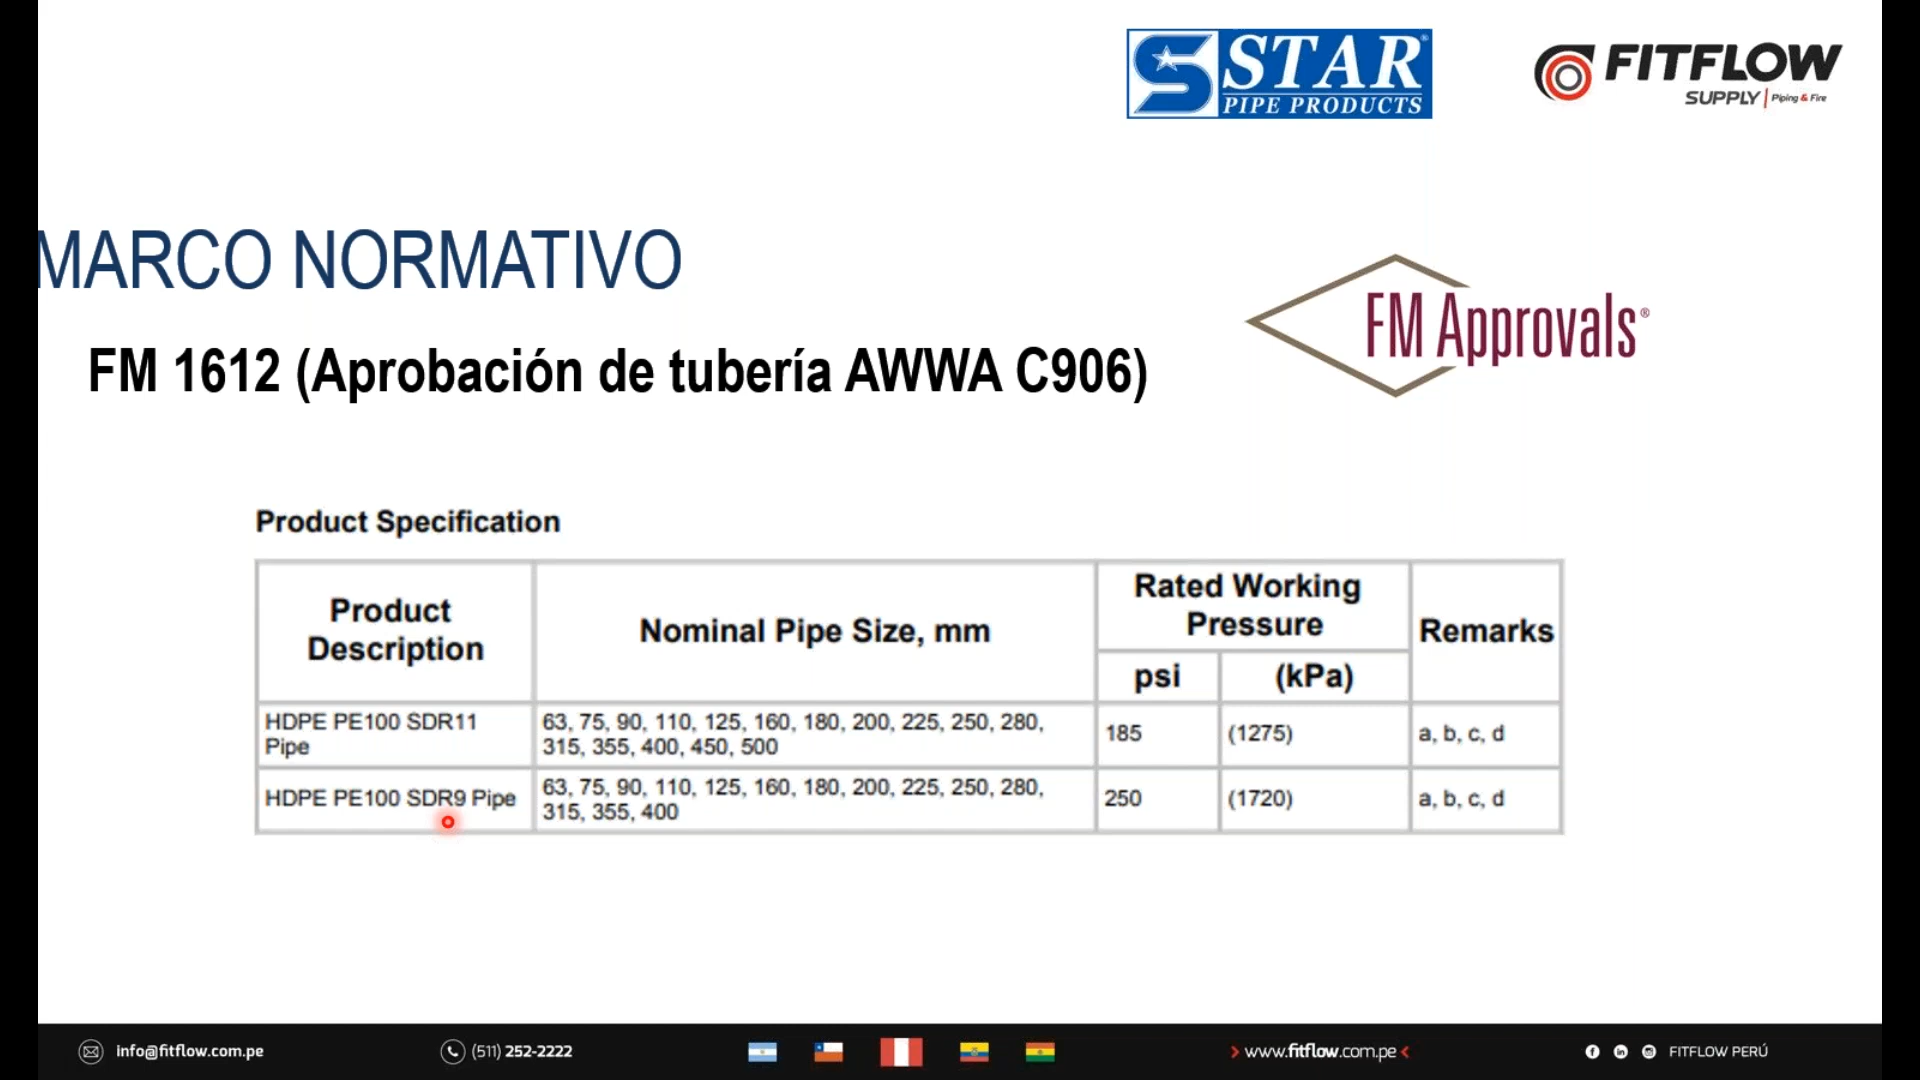 STAR®
PIPE PRODUCTS
FITFLOW
SUPPLY | Piping & Fire
MARCO NORMATIVO
FM Approvals®
FM 1612 (Aprobación de tubería AWWA C906)
Product Specification
Product Description
Nominal Pipe Size, mm
Rated Working Pressure
Remarks
psi
(kPa)
HDPE PE100 SDR11 Pipe
63, 75, 90, 110, 125, 160, 180, 200, 225, 250, 280,
315, 355, 400, 450, 500
185
(1275)
a, b, c, d
HDPE PE100 SDR9 Pipe
63, 75, 90, 110, 125, 160, 180, 200, 225, 250, 280,
315, 355, 400
250
(1720)
a, b, c, d
info@fitflow.com.pe
(511) 252-2222
www.fitflow.com.pe
FITFLOW PERÚ